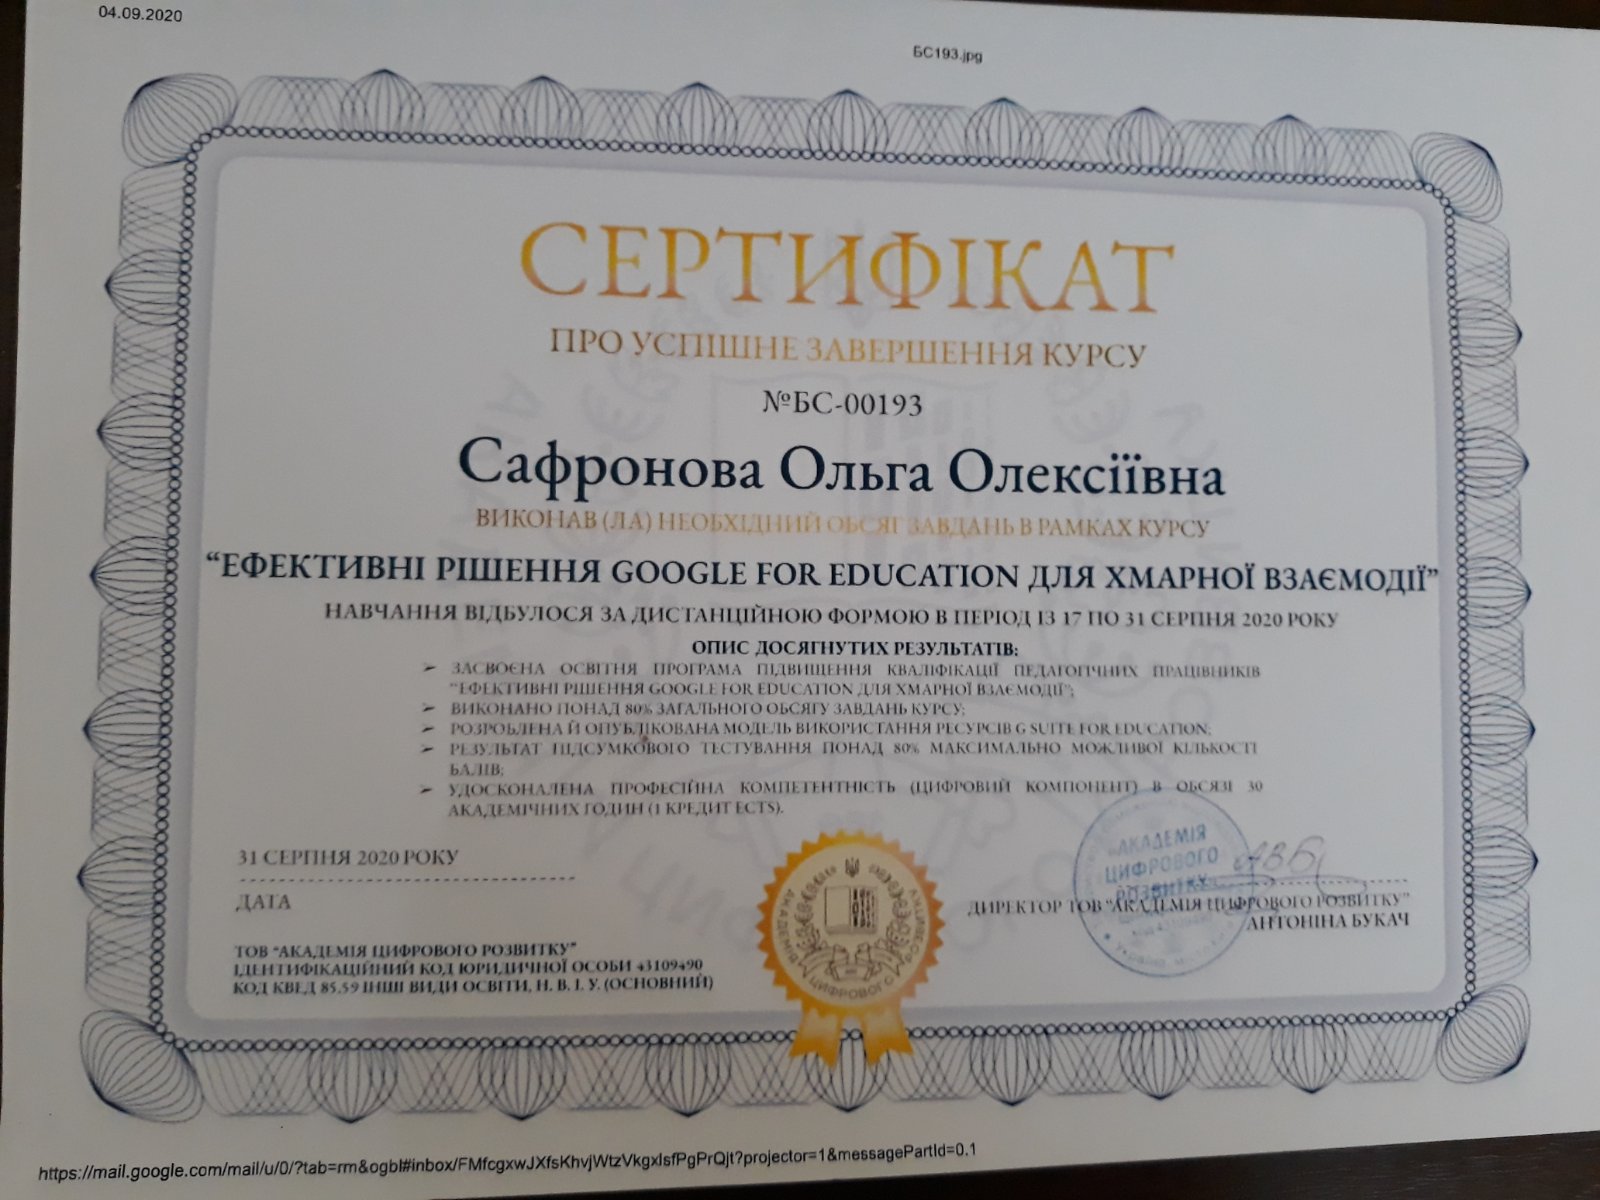 04.09.2020
БС193.jpg
СЕРТИФІКАТ
ПРО УСПІШНЕ ЗАВЕРШЕННЯ КУРСУ
№БС-00193
Сафронова Ольга Олексіївна
ВИКОНАВ (ЛА) НЕОБХІДНИЙ ОБСЯГ ЗАВДАНЬ В РАМКАХ КУРСУ
“ЕФЕКТИВНІ РІШЕННЯ GOOGLE FOR EDUCATION ДЛЯ ХМАРНОЇ ВЗАЄМОДІЇ”
НАВЧАННЯ ВІДБУЛОСЯ ЗА ДИСТАНЦІЙНОЮ ФОРМОЮ В ПЕРІОД ІЗ 17 ПО 31 СЕРПНЯ 2020 РОКУ
ОПИС ДОСЯГНУТИХ РЕЗУЛЬТАТІВ:
➢ ЗАСВОЄНА ОСВІТНЯ ПРОГРАМА ПІДВИЩЕННЯ КВАЛІФІКАЦІЇ ПЕДАГОГІЧНИХ ПРАЦІВНИКІВ
“ЕФЕКТИВНІ РІШЕННЯ GOOGLE FOR EDUCATION ДЛЯ ХМАРНОЇ ВЗАЄМОДІЇ”;
➢ ВИКОНАНО ПОНАД 80% ЗАГАЛЬНОГО ОБСЯГУ ЗАВДАНЬ КУРСУ;
➢ РОЗРОБЛЕНА Й ОПУБЛІКОВАНА МОДЕЛЬ ВИКОРИСТАННЯ РЕСУРСІВ G SUITE FOR EDUCATION;
➢ РЕЗУЛЬТАТ ПІДСУМКОВОГО ТЕСТУВАННЯ ПОНАД 80% МАКСИМАЛЬНО МОЖЛИВОЇ КІЛЬКОСТІ
БАЛІВ;
➢ УДОСКОНАЛЕНА ПРОФЕСІЙНА КОМПЕТЕНТНІСТЬ (ЦИФРОВИЙ КОМПОНЕНТ) В ОБСЯЗІ 30
АКАДЕМІЧНИХ ГОДИН (1 КРЕДИТ ECTS).
31 СЕРПНЯ 2020 РОКУ
ДАТА
АКАДЕМІЯ
ЦИФРОВОГО
РОЗВИТКУ
ДИРЕКТОР ТОВ “АКАДЕМІЯ ЦИФРОВОГО РОЗВИТКУ”
АНТОНІНА БУКАЧ
ТОВ “АКАДЕМІЯ ЦИФРОВОГО РОЗВИТКУ”
ІДЕНТИФІКАЦІЙНИЙ КОД ЮРИДИЧНОЇ ОСОБИ 43109490
КОД КВЕД 85.59 ІНШІ ВИДИ ОСВІТИ, Н. В. І. У. (ОСНОВНИЙ)
https://mail.google.com/mail/u/0/?tab=rm&ogbl#inbox/FMfcgxwJXfsKhvjWtzVkgxlsfPgPrQjt?projector=1&messagePartId=0.1